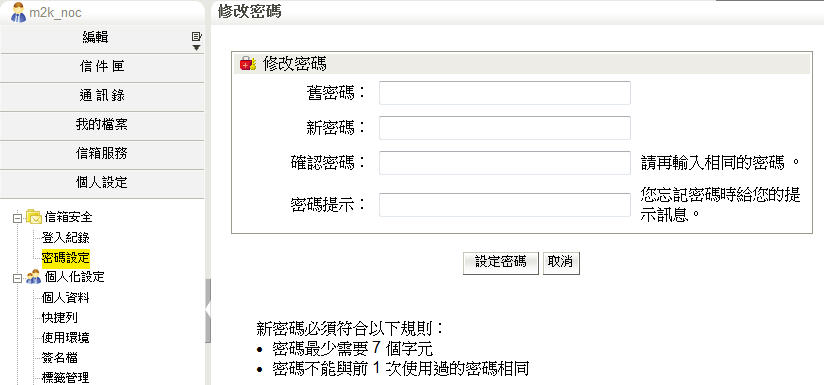 m2k_noc
編輯
信件匣
通訊錄
我的檔案
信箱服務
個人設定
信箱安全
登入紀錄
密碼設定
個人化設定
個人資料
快捷列
使用環境
簽名檔
標籤管理
修改密碼
修改密碼
舊密碼：
新密碼：
確認密碼： 請再輸入相同的密碼。
密碼提示： 您忘記密碼時給您的提
示訊息。
設定密碼 取消
新密碼必須符合以下規則：
• 密碼最少需要 7 個字元
• 密碼不能與前 1 次使用過的密碼相同